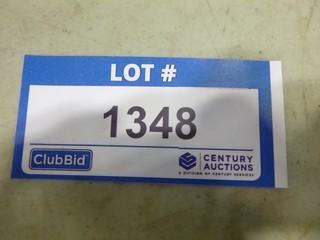 LOT #
1348
ClubBid
CENTURY
AUCTIONS
A DIVISION OF CENTURY SERVICES